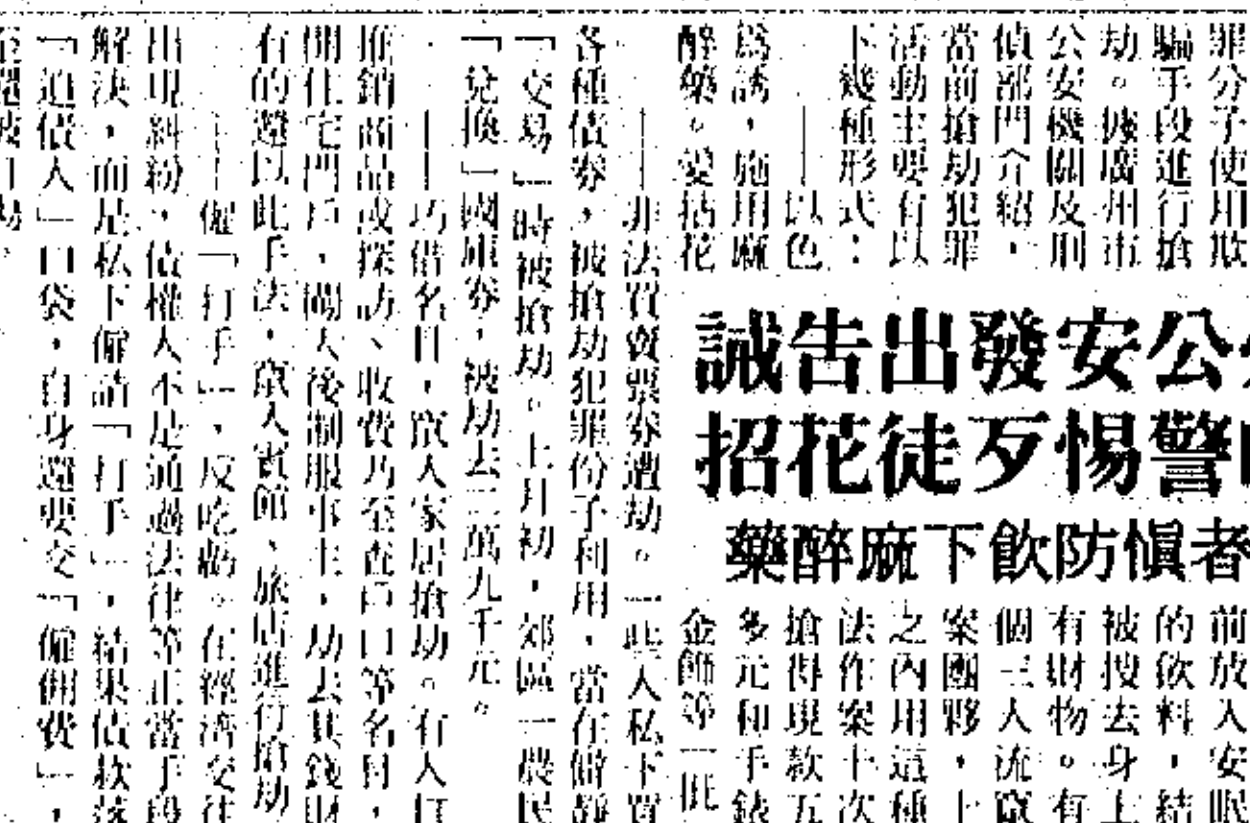 罪分子使用欺
騙手段進行搶
劫。據廣州市
公安機關及刑
偵部門介紹,
當前搶劫犯罪
活動主要有以
下幾種形式:
——以色
爲誘,施用麻
醉藥。愛拈花
公安發出告誡
警惕歹徒花招
者慎防飲下麻醉藥
前放入安眠
的飲料,結
被搜去身上
有財物。有
個三人流竄
案團夥,上
之內用這種
法作案十次
搶得現款五
多元和手錶
金飾等一批
——非法買賣票券遭劫。一些人私下買
各種債券,被搶劫犯罪份子利用,當在僻靜
「交易」時被搶劫。上月初,郊區一農民
「兌換」國庫券,被劫去二萬九千元。
——巧借名目,竄入家居搶劫。有人打
推銷商品或探訪、收費乃至查戶口等名目,
開住宅門戶,闖入後制服事主,劫去其錢財
有的還以此手法,竄入賓館、旅店進行搶劫
——僱「打手」,反吃虧。在經濟交往
出現糾紛,債權人不是通過法律等正當手段
解決,而是私下僱請「打手」,結果債款落
「追債人」口袋,自身還要交「僱佣費」,